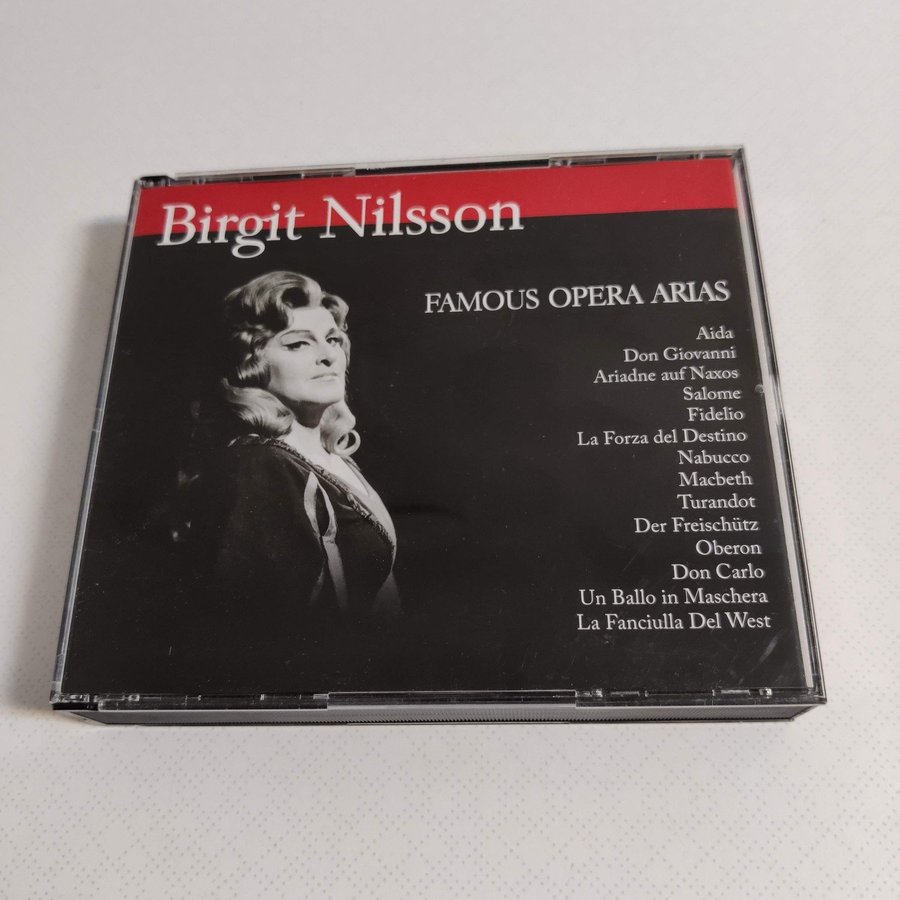 Birgit Nilsson
FAMOUS OPERA ARIAS
Aida
Don Giovanni
Ariadne auf Naxos
Salome
Fidelio
La Forza del Destino
Nabucco
Macbeth
Turandot
Der Freischütz
Oberon
Don Carlo
Un Ballo in Maschera
La Fanciulla Del West